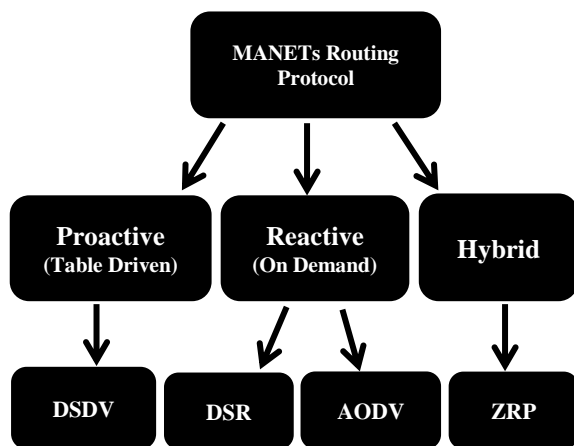 MANETs Routing
Protocol
Proactive
(Table Driven)
Reactive
(On Demand)
Hybrid
DSDV
DSR
AODV
ZRP